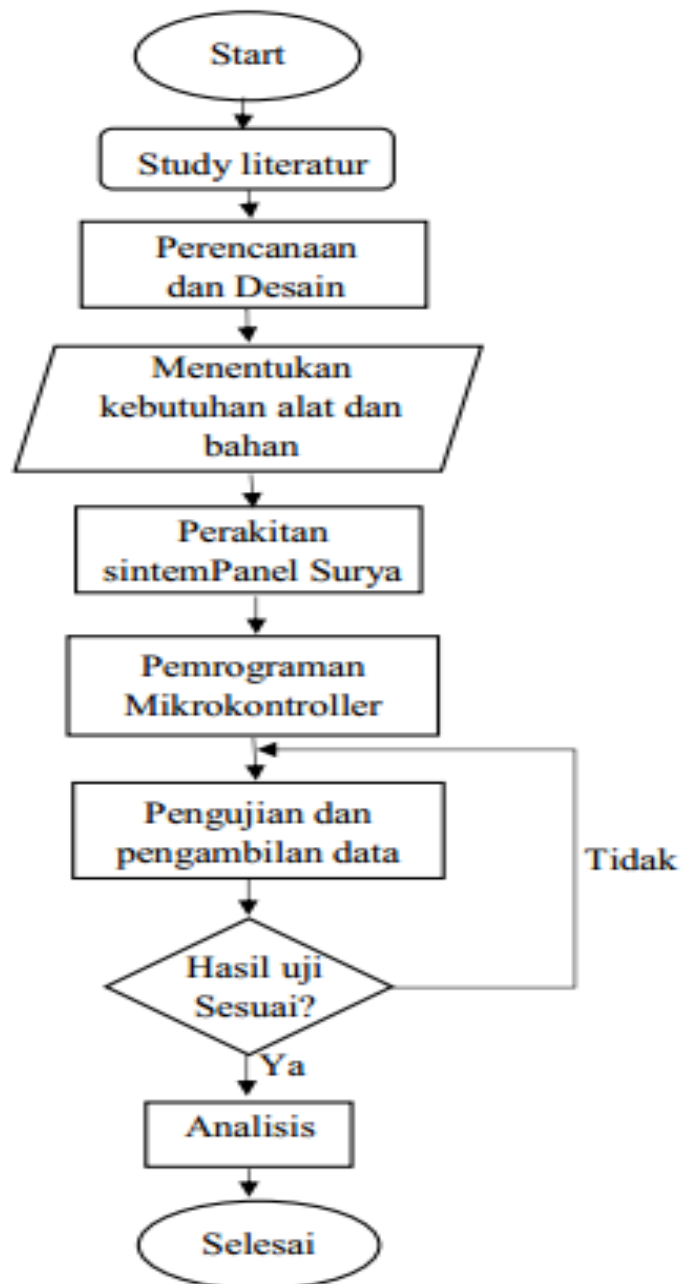 Start
Study literatur
Perencanaan
dan Desain
Menentukan
kebutuhan alat dan
bahan
Perakitan
sintemPanel Surya
Pemrograman
Mikrokontroller
Pengujian dan
pengambilan data
Tidak
Hasil uji
Sesuai?
Ya
Analisis
Selesai